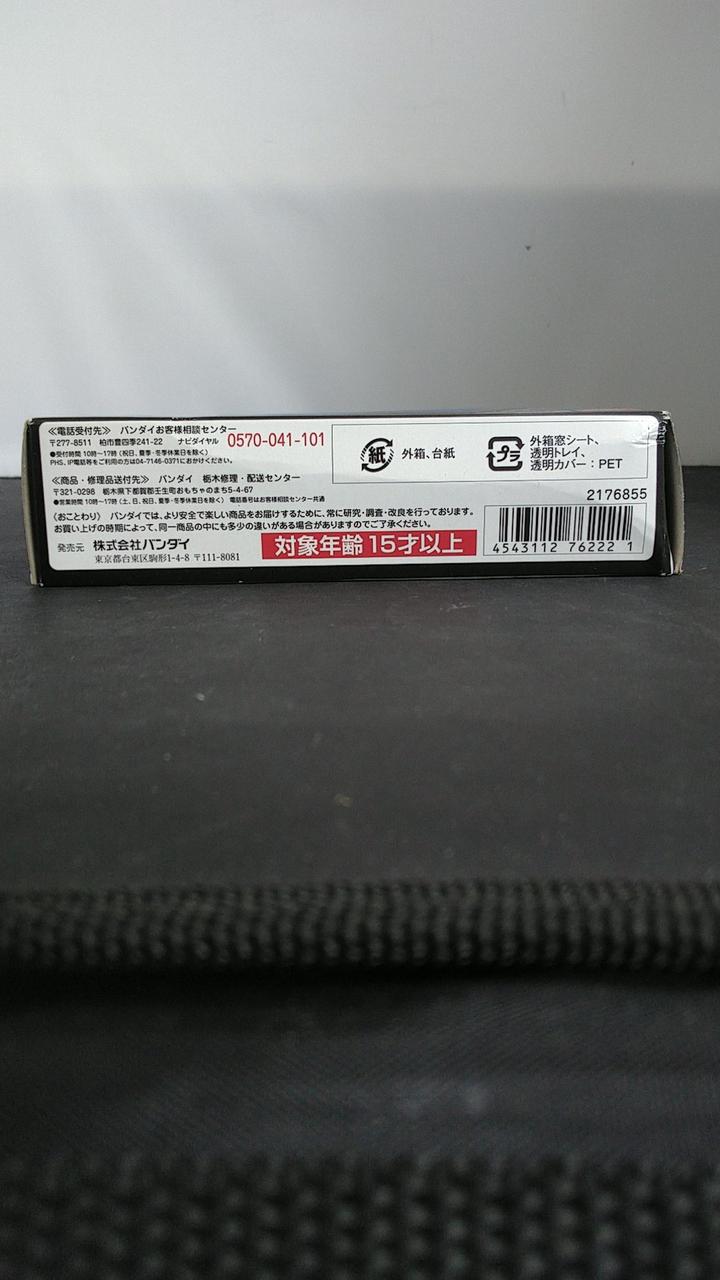 ≪電話受付先≫ バンダイお客様相談センター
〒277-8511 柏市豊四季241-22 ナビダイヤル 0570-041-101
●受付時間 10時〜17時(祝日、夏季・冬季休業日を除く)
PHS、IP電話等をご利用の方は04-7146-0371におかけください。
≪商品・修理品送付先≫ バンダイ 栃木修理・配送センター
〒321-0298 栃木県下都賀郡壬生町おもちゃのまち5-4-67
●営業時間 10時〜17時(土、日、祝日、夏季・冬季休業日を除く) 電話番号はお客様相談センター共通
〈おことわり〉 バンダイでは、より安全で楽しい商品をお届けするために、常に研究・調査・改良を行っております。
お買い上げの時期によって、同一商品の中にも多少の違いがある場合がありますのでご了承ください。
発売元 株式会社バンダイ
東京都台東区駒形1-4-8 〒111-8081
対象年齢 15才以上
紙
外箱、台紙
プラ
外箱窓シート、
透明トレイ、
透明カバー:PET
2176855
4543112 76222 1